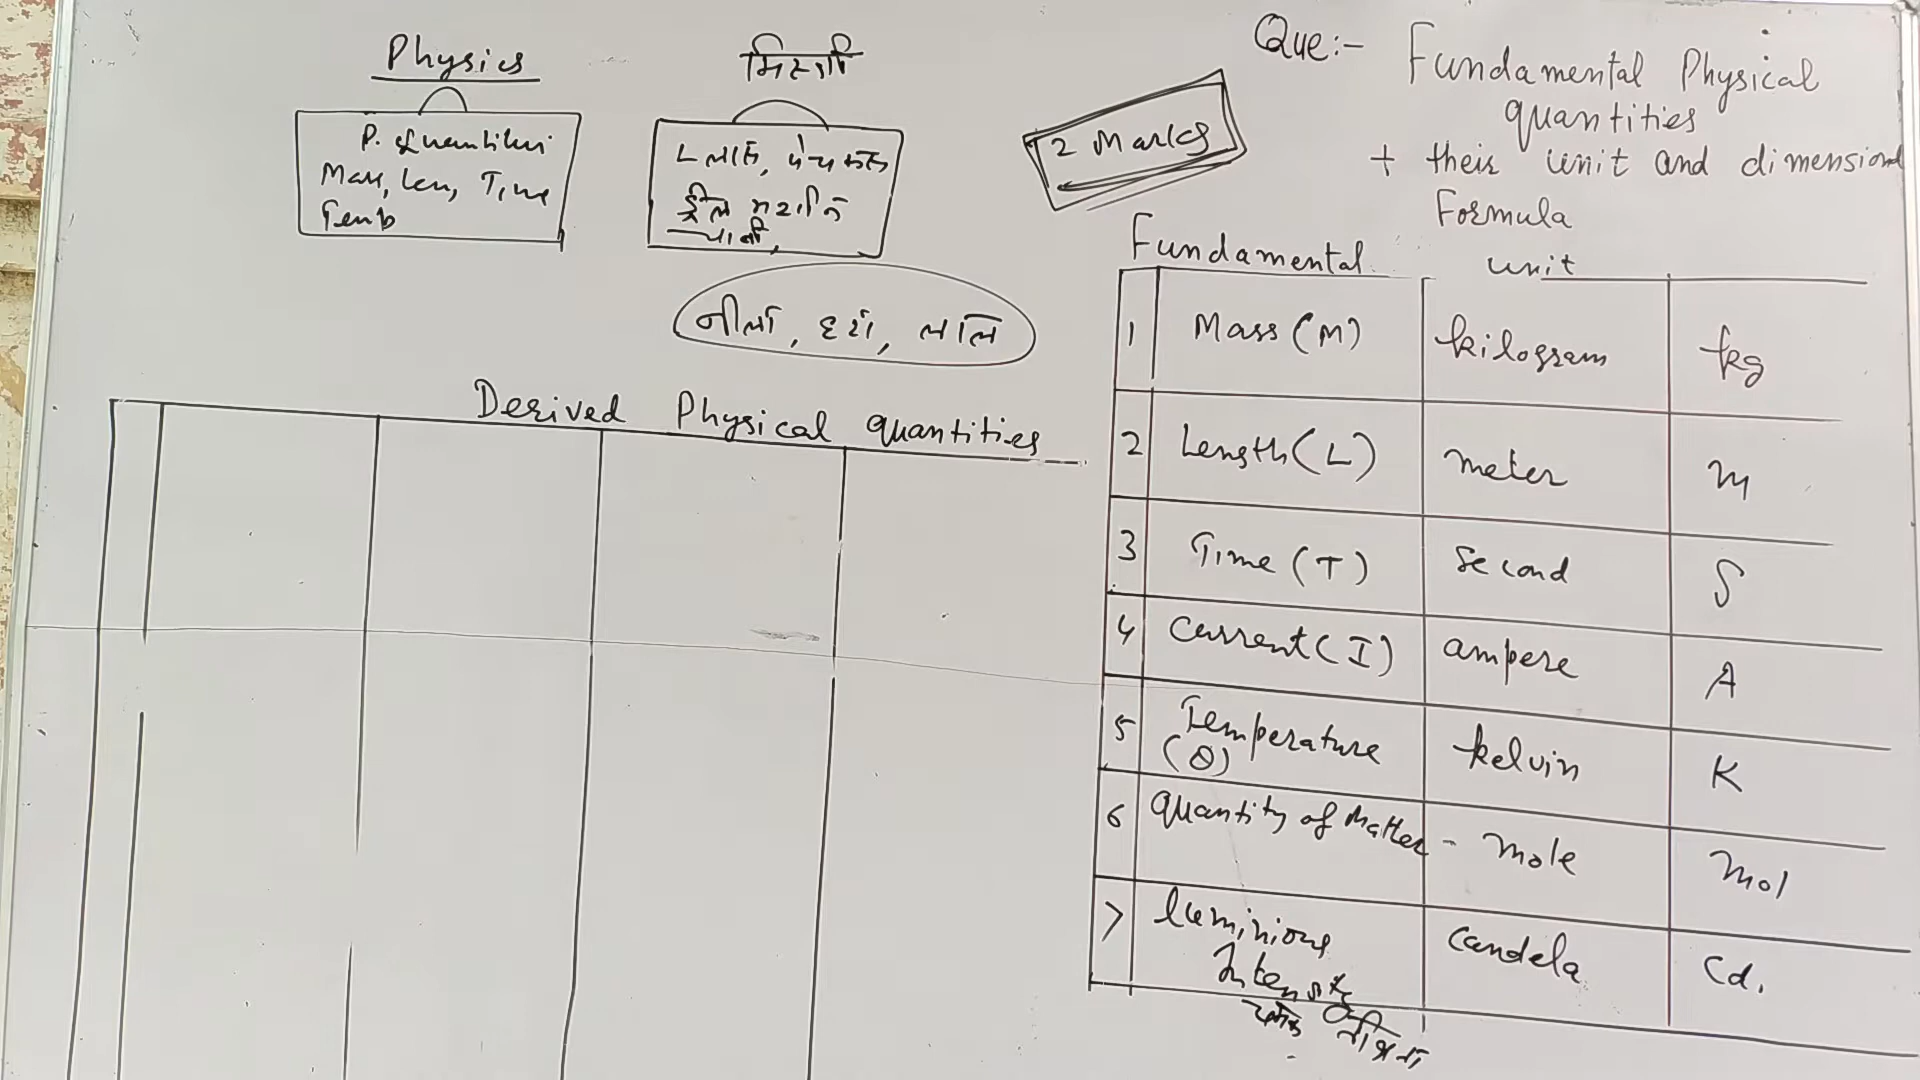 Physics
P. Quantities
Mass, Len, Time
Temp
मिस्त्री
ड्रील मशीन
पानी,
2 Marks
Que:- Fundamental Physical
quantities
+ their unit and dimension
Formula
Fundamental unit
1 Mass (M) kilogram kg
2 Length (L) meter m
3 Time (T) second S
4 Current (I) ampere A
5 Temperature (θ) kelvin K
6 Quantity of Matter - mole mol
7 luminious Intensity candela Cd.
Derived Physical quantities